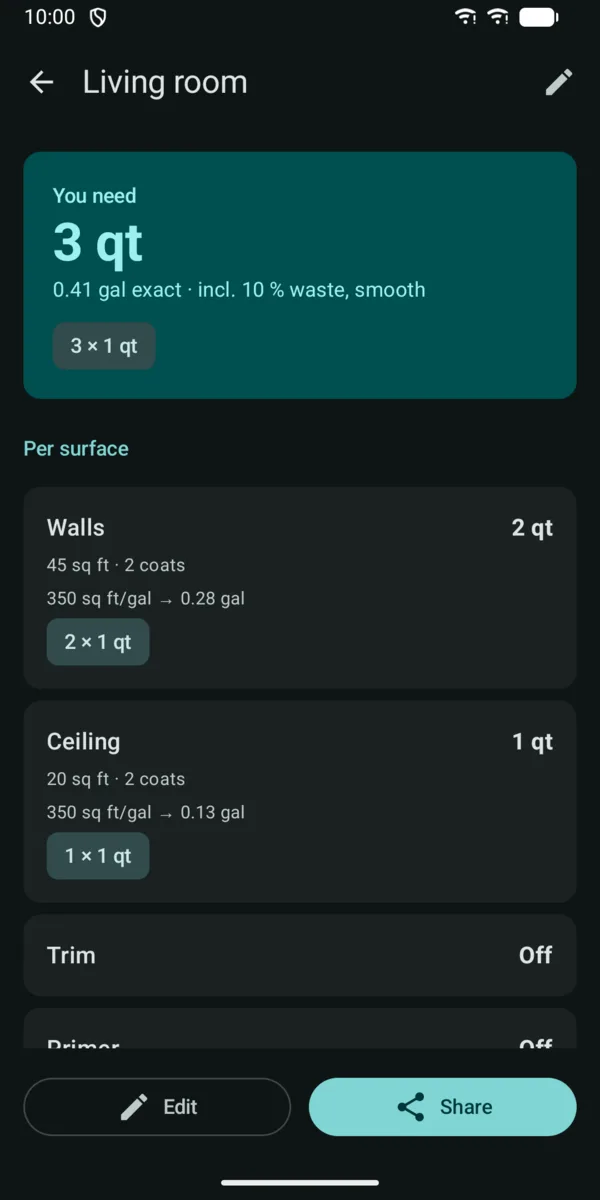 10:00
Living room
You need
3 qt
0.41 gal exact · incl. 10 % waste, smooth
3 × 1 qt
Per surface
Walls 2 qt
45 sq ft · 2 coats
350 sq ft/gal → 0.28 gal
2 × 1 qt
Ceiling 1 qt
20 sq ft · 2 coats
350 sq ft/gal → 0.13 gal
1 × 1 qt
Trim Off
Primer Off
Edit Share